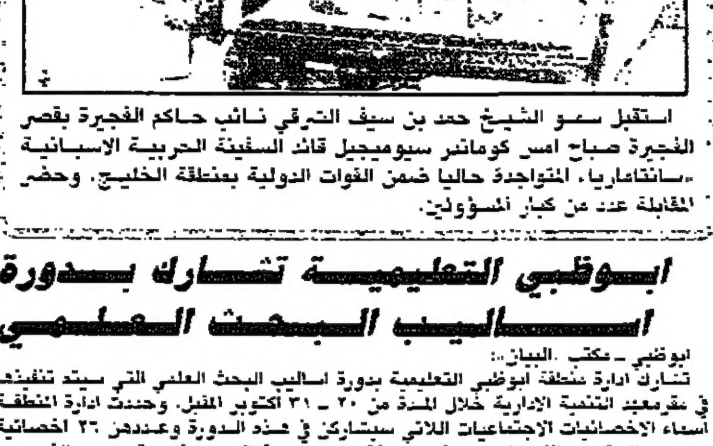 استقبل سمو الشيخ حمد بن سيف الشرقي نائب حاكم الفجيرة بقصر
الفجيرة صباح امس كوماندر سيوميجيل قائد السفينة الحربية الاسبانية
«سانتاماريا» المتواجدة حاليا ضمن القوات الدولية بمنطقة الخليج. وحضر
المقابلة عدد من كبار المسؤولين.
ابوظبي التعليمية تشارك بدورة
اساليب البحث العلمي
ابوظبي ـ مكتب «البيان»:
تشارك ادارة منطقة ابوظبي التعليمية بدورة اساليب البحث العلمي التي سيتم تنفيذها
في مقر معهد التنمية الادارية خلال المدة من ٢٠ ـ ٣١ أكتوبر المقبل. وحددت ادارة المنطقة
اسماء الاخصائيات الاجتماعيات اللاتي سيشاركن في هذه الدورة وعددهن ٢٦ اخصائية